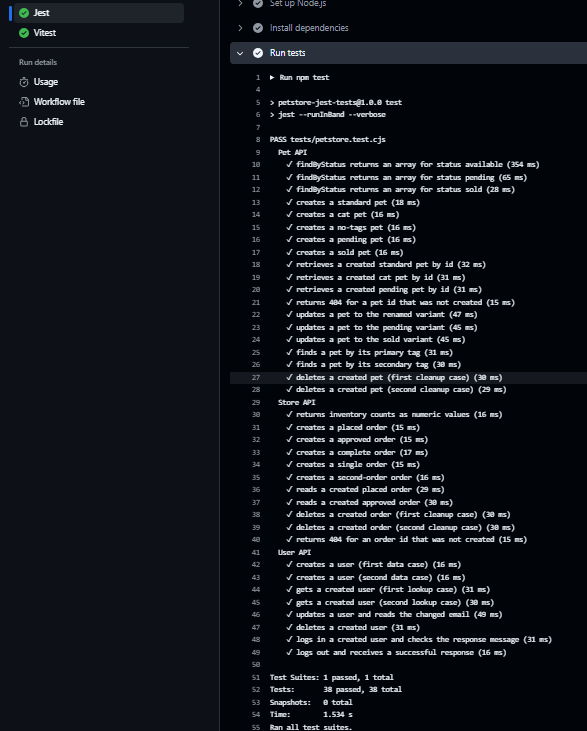 Jest
Vitest
Run details
Usage
Workflow file
Lockfile
Set up Node.js
Install dependencies
Run tests
1 ▶ Run npm test
4
5 > petstore-jest-tests@1.0.0 test
6 > jest --runInBand --verbose
7
8 PASS tests/petstore.test.cjs
9 Pet API
10 ✓ findByStatus returns an array for status available (354 ms)
11 ✓ findByStatus returns an array for status pending (65 ms)
12 ✓ findByStatus returns an array for status sold (28 ms)
13 ✓ creates a standard pet (18 ms)
14 ✓ creates a cat pet (16 ms)
15 ✓ creates a no-tags pet (16 ms)
16 ✓ creates a pending pet (16 ms)
17 ✓ creates a sold pet (16 ms)
18 ✓ retrieves a created standard pet by id (32 ms)
19 ✓ retrieves a created cat pet by id (31 ms)
20 ✓ retrieves a created pending pet by id (31 ms)
21 ✓ returns 404 for a pet id that was not created (15 ms)
22 ✓ updates a pet to the renamed variant (47 ms)
23 ✓ updates a pet to the pending variant (45 ms)
24 ✓ updates a pet to the sold variant (45 ms)
25 ✓ finds a pet by its primary tag (31 ms)
26 ✓ finds a pet by its secondary tag (30 ms)
27 ✓ deletes a created pet (first cleanup case) (30 ms)
28 ✓ deletes a created pet (second cleanup case) (29 ms)
29 Store API
30 ✓ returns inventory counts as numeric values (16 ms)
31 ✓ creates a placed order (15 ms)
32 ✓ creates a approved order (15 ms)
33 ✓ creates a complete order (17 ms)
34 ✓ creates a single order (15 ms)
35 ✓ creates a second-order order (16 ms)
36 ✓ reads a created placed order (29 ms)
37 ✓ reads a created approved order (30 ms)
38 ✓ deletes a created order (first cleanup case) (30 ms)
39 ✓ deletes a created order (second cleanup case) (30 ms)
40 ✓ returns 404 for an order id that was not created (15 ms)
41 User API
42 ✓ creates a user (first data case) (16 ms)
43 ✓ creates a user (second data case) (16 ms)
44 ✓ gets a created user (first lookup case) (31 ms)
45 ✓ gets a created user (second lookup case) (30 ms)
46 ✓ updates a user and reads the changed email (49 ms)
47 ✓ deletes a created user (31 ms)
48 ✓ logs in a created user and checks the response message (31 ms)
49 ✓ logs out and receives a successful response (16 ms)
50
51 Test Suites: 1 passed, 1 total
52 Tests: 38 passed, 38 total
53 Snapshots: 0 total
54 Time: 1.534 s
55 Ran all test suites.